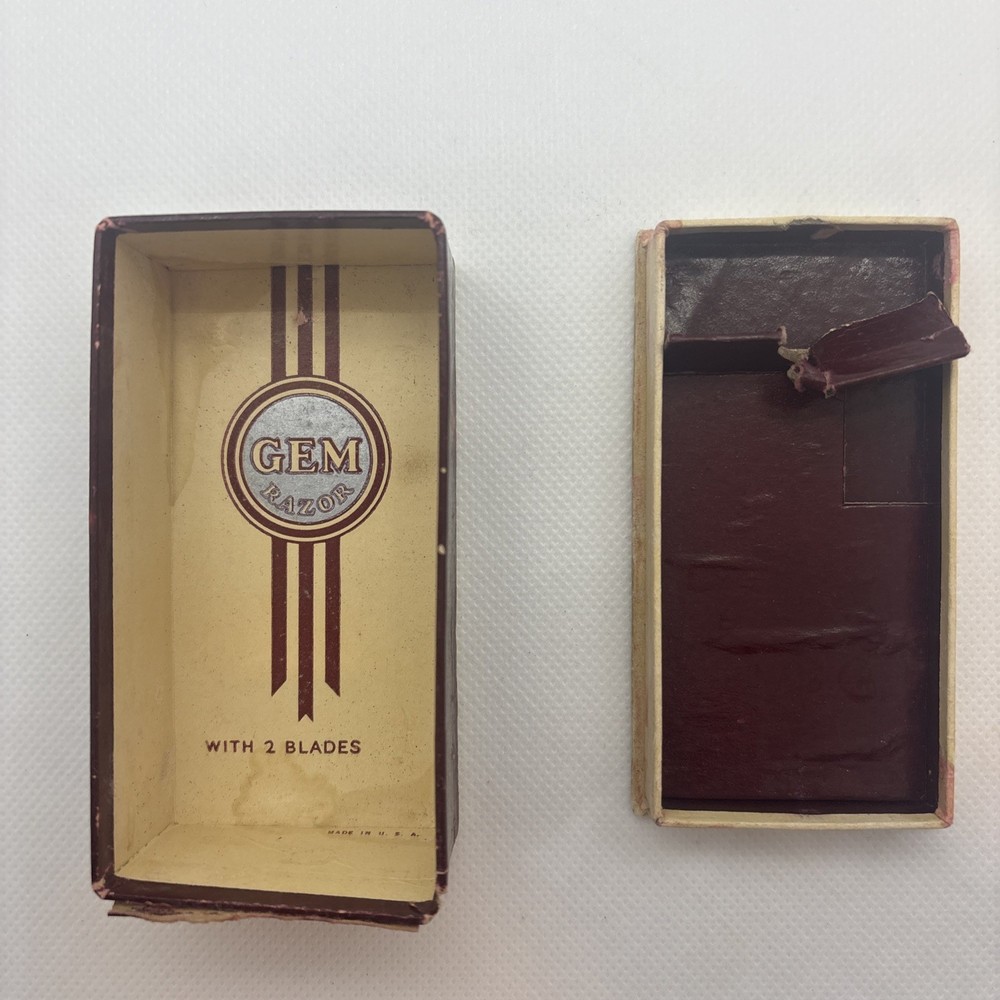 GEM
RAZOR
WITH 2 BLADES
MADE IN U. S. A.